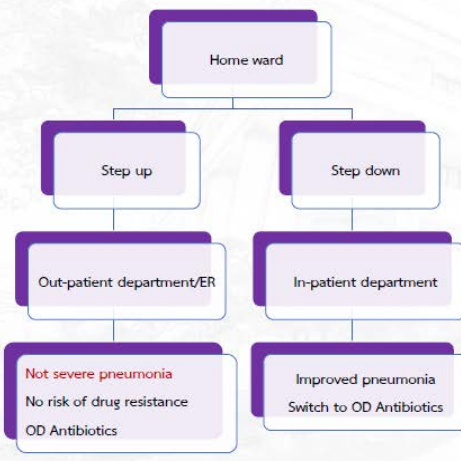 Home ward
Step up
Step down
Out-patient department/ER
In-patient department
Not severe pneumonia
No risk of drug resistance
OD Antibiotics
Improved pneumonia
Switch to OD Antibiotics